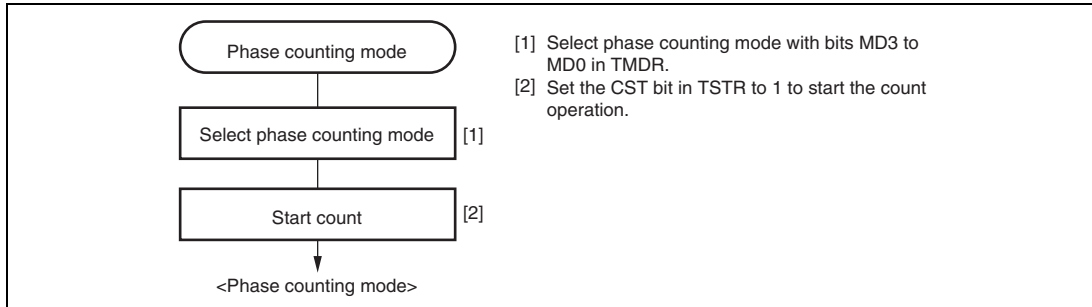 Phase counting mode
Select phase counting mode
[1]
Start count
[2]
<Phase counting mode>
[1] Select phase counting mode with bits MD3 to
MD0 in TMDR.
[2] Set the CST bit in TSTR to 1 to start the count
operation.